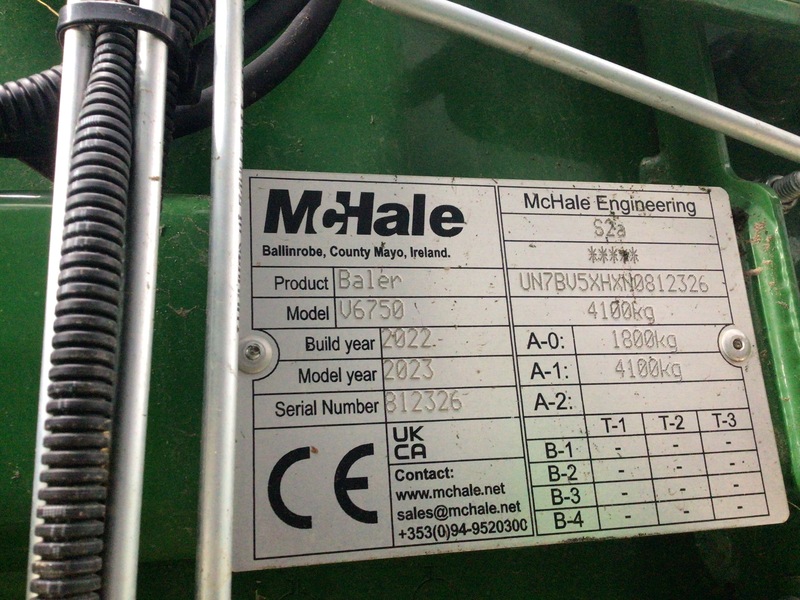 McHale
Ballinrobe, County Mayo, Ireland.
Product Baler
Model V6750
Build year 2022
Model year 2023
Serial Number 812326
CE
UK
CA
Contact:
www.mchale.net
sales@mchale.net
+353(0)94-9520300
McHale Engineering
S2a
*****
UN7BV5XHXN0812326
4100kg
A-0: 1800kg
A-1: 4100kg
A-2:
T-1 T-2 T-3
B-1 - - -
B-2 - - -
B-3 - - -
B-4 - - -